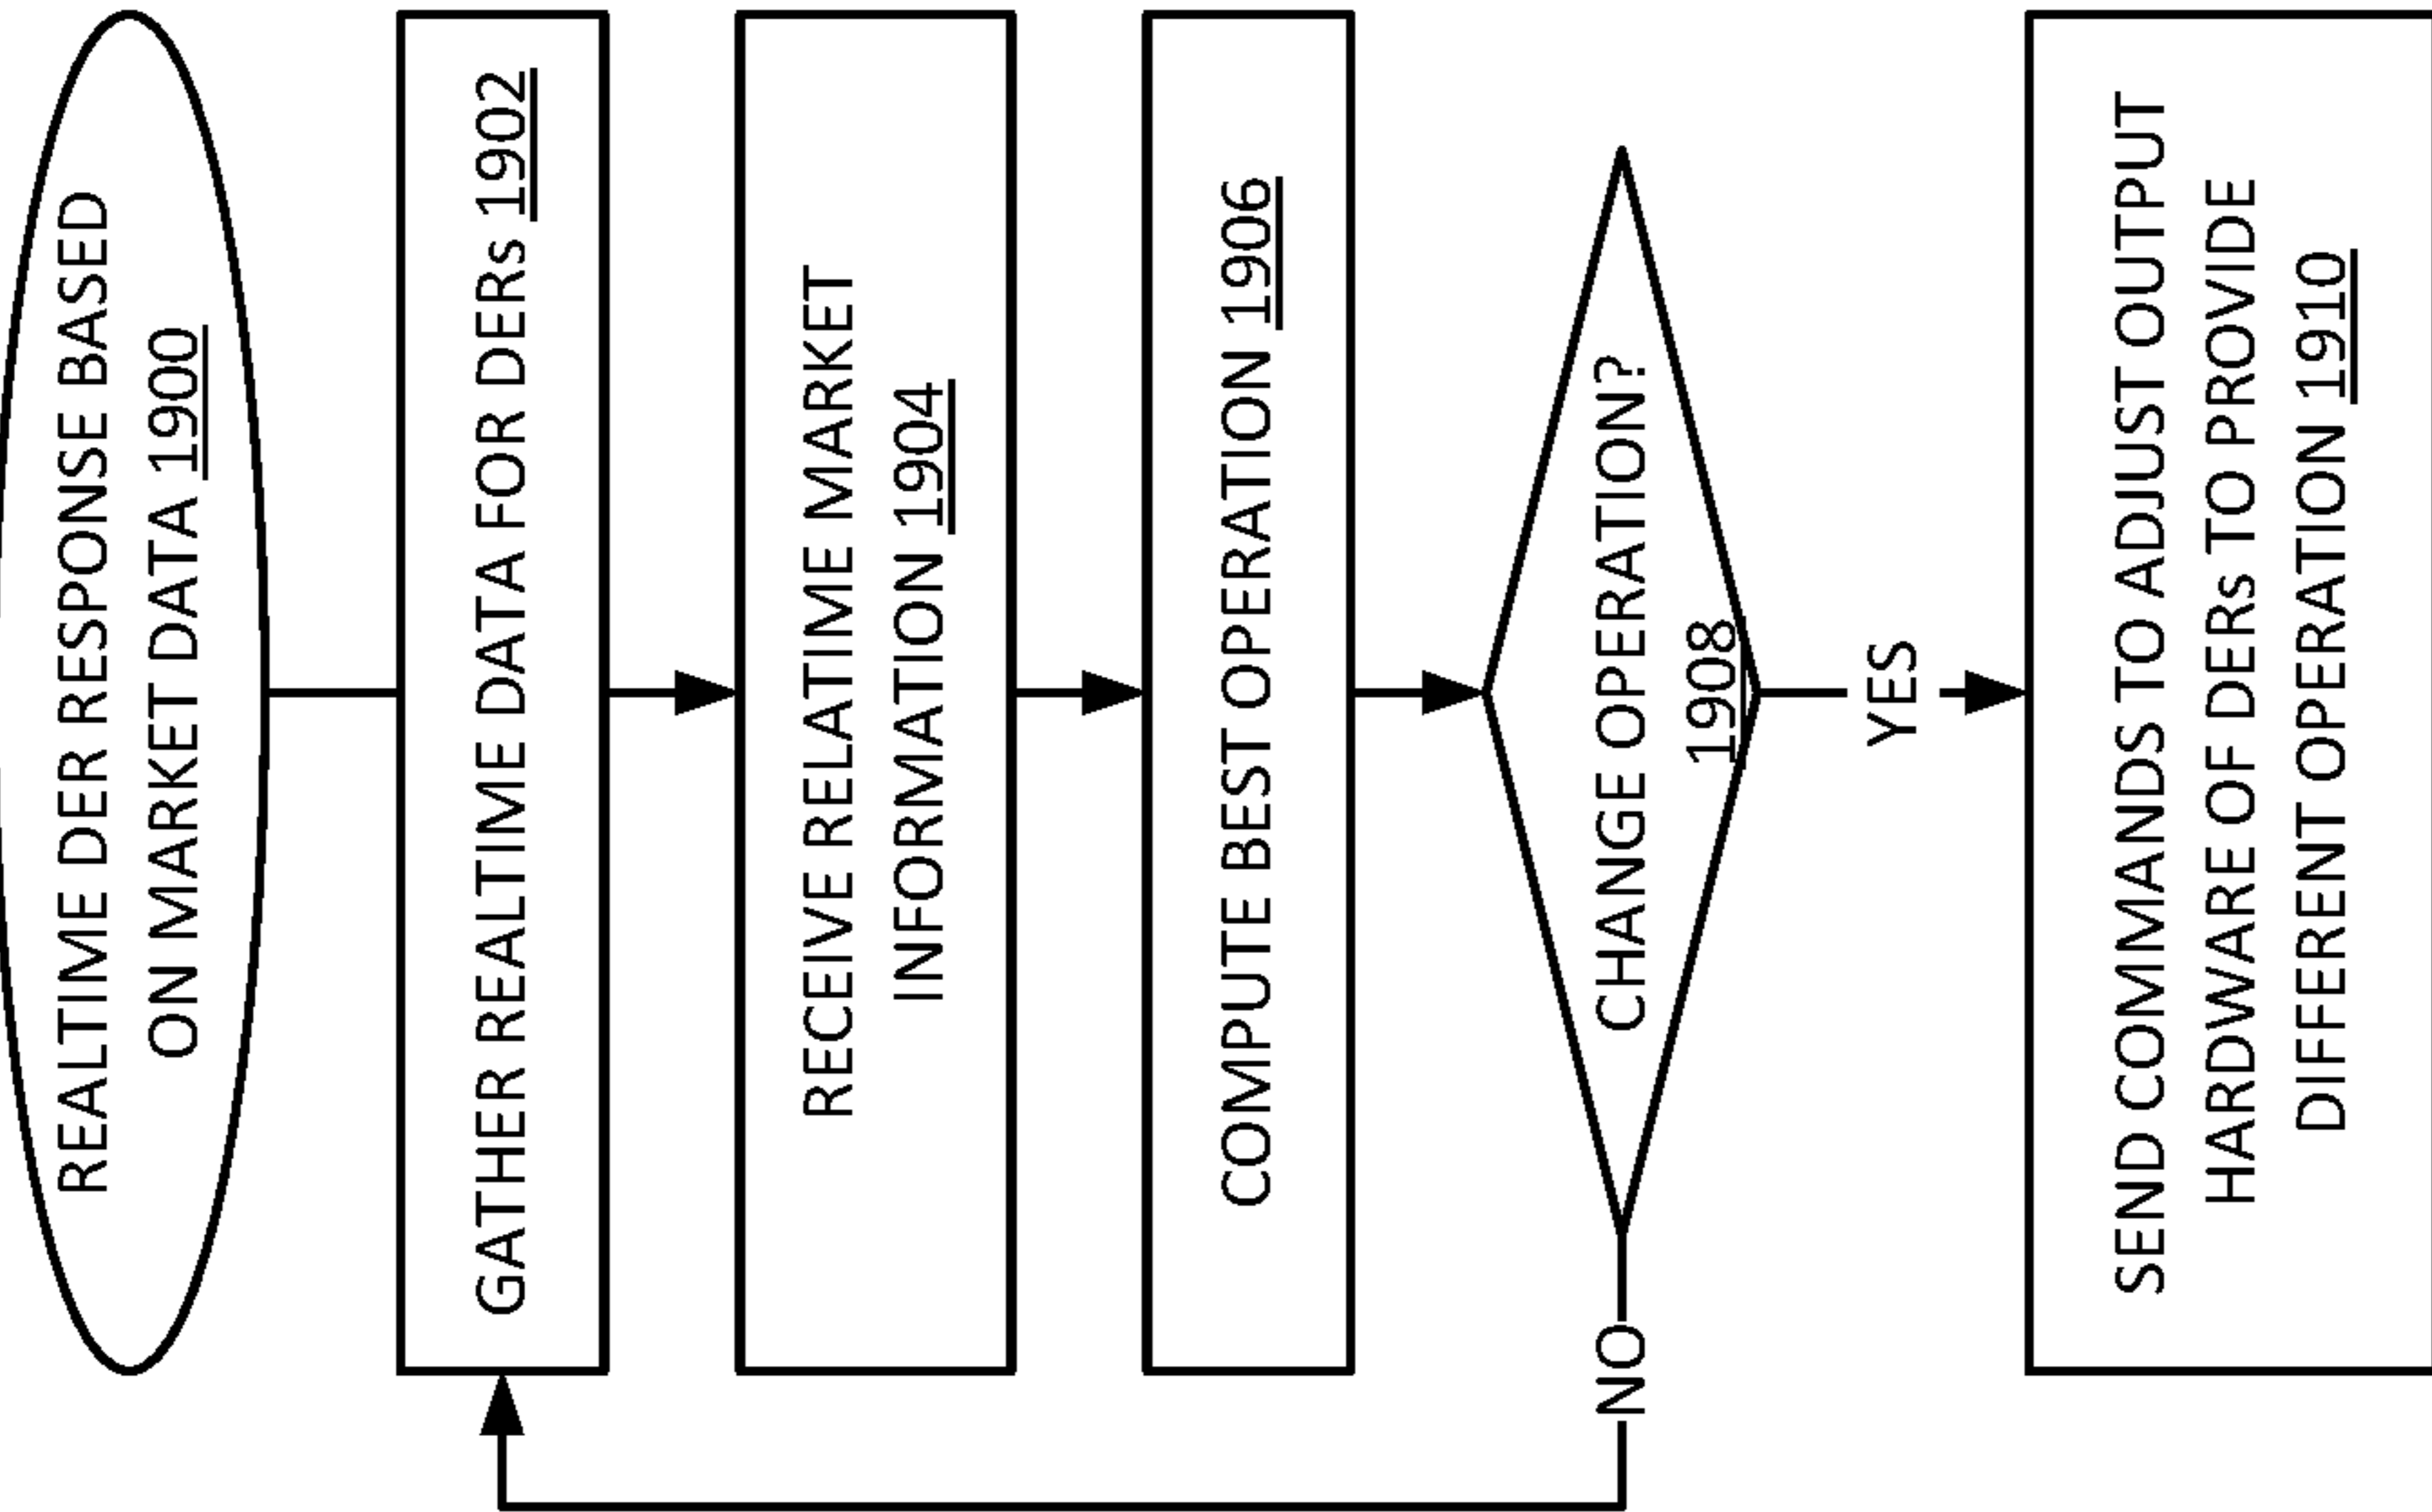 REALTIME DER RESPONSE BASED
ON MARKET DATA 1900
GATHER REALTIME DATA FOR DERs 1902
RECEIVE RELATIME MARKET
INFORMATION 1904
COMPUTE BEST OPERATION 1906
CHANGE OPERATION?
1908
NO
YES
SEND COMMANDS TO ADJUST OUTPUT
HARDWARE OF DERs TO PROVIDE
DIFFERENT OPERATION 1910